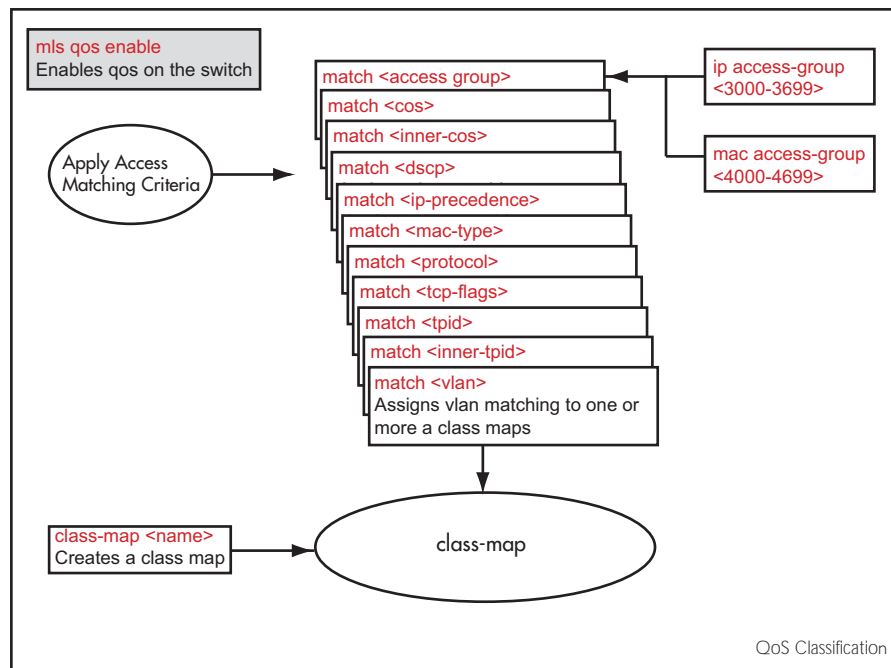 mls qos enable
Enables qos on the switch
match <access group>
ip access-group
<3000-3699>
match <cos>
match <inner-cos>
mac access-group
<4000-4699>
Apply Access
Matching Criteria
match <dscp>
match <ip-precedence>
match <mac-type>
match <protocol>
match <tcp-flags>
match <tpid>
match <inner-tpid>
match <vlan>
Assigns vlan matching to one or
more a class maps
class-map <name>
Creates a class map
class-map
QoS Classification